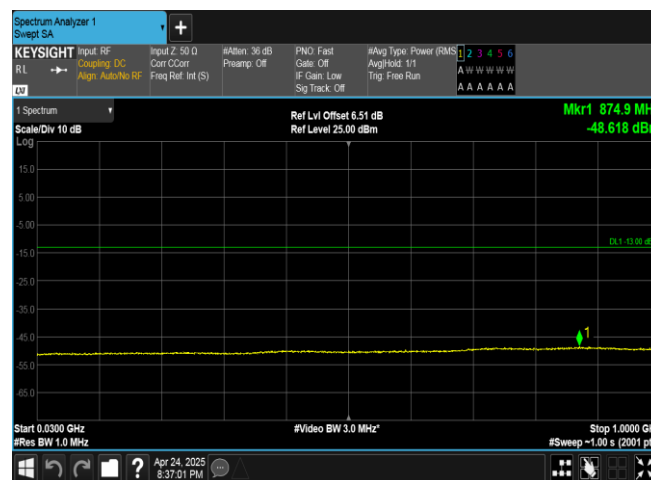 Spectrum Analyzer 1
Swept SA
+
KEYSIGHT
RL
LXI
Input: RF
Coupling: DC
Align: Auto/No RF
Input Z: 50 Ω
Corr CCorr
Freq Ref: Int (S)
#Atten: 36 dB
Preamp: Off
PNO: Fast
Gate: Off
IF Gain: Low
Sig Track: Off
#Avg Type: Power (RMS
Avg|Hold: 1/1
Trig: Free Run
1 2 3 4 5 6
A W W W W W
A A A A A A
1 Spectrum
Scale/Div 10 dB
Log
Ref Lvl Offset 6.51 dB
Ref Level 25.00 dBm
Mkr1 874.9 MH
-48.618 dB
15.0
5.00
-5.00
-15.0
-25.0
-35.0
-45.0
-55.0
-65.0
DL1 -13.00 d
1
Start 0.0300 GHz
#Res BW 1.0 MHz
#Video BW 3.0 MHz*
Stop 1.0000 G
#Sweep ~1.00 s (2001 pt
?
Apr 24, 2025
8:37:01 PM